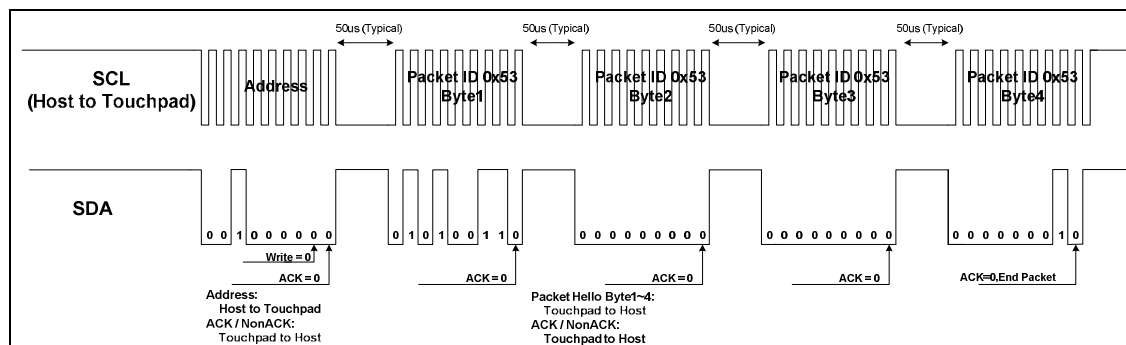 50us (Typical) 50us (Typical) 50us (Typical) 50us (Typical)
SCL
(Host to Touchpad)
Address
Packet ID 0x53
Byte1
Packet ID 0x53
Byte2
Packet ID 0x53
Byte3
Packet ID 0x53
Byte4
SDA
0 0 1 0 0 0 0 0 0
0 1 0 1 0 0 1 1 0
0 0 0 0 0 0 0 0 0
0 0 0 0 0 0 0 0 0
0 0 0 0 0 0 0 1 0
Write = 0
ACK = 0
ACK = 0
ACK = 0
ACK = 0
ACK=0,End Packet
Address:
Host to Touchpad
ACK / NonACK:
Touchpad to Host
Packet Hello Byte1~4:
Touchpad to Host
ACK / NonACK:
Touchpad to Host